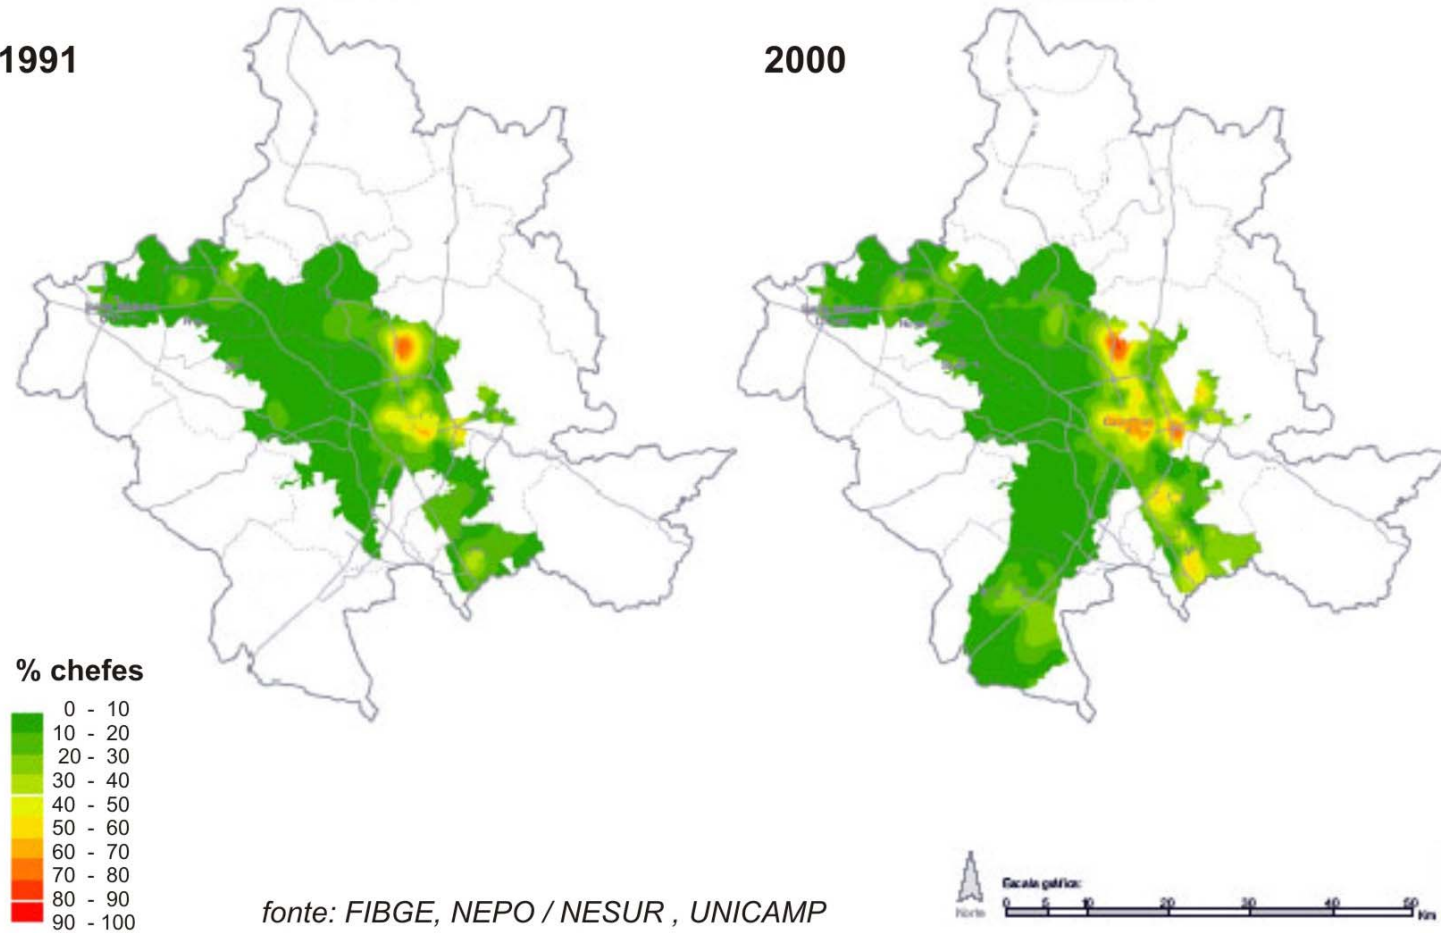 1991
2000
% chefes
0 - 10
10 - 20
20 - 30
30 - 40
40 - 50
50 - 60
60 - 70
70 - 80
80 - 90
90 - 100
fonte: FIBGE, NEPO / NESUR , UNICAMP
Norte
Escala gráfica:
0 5 10 20 30 40 50 Km